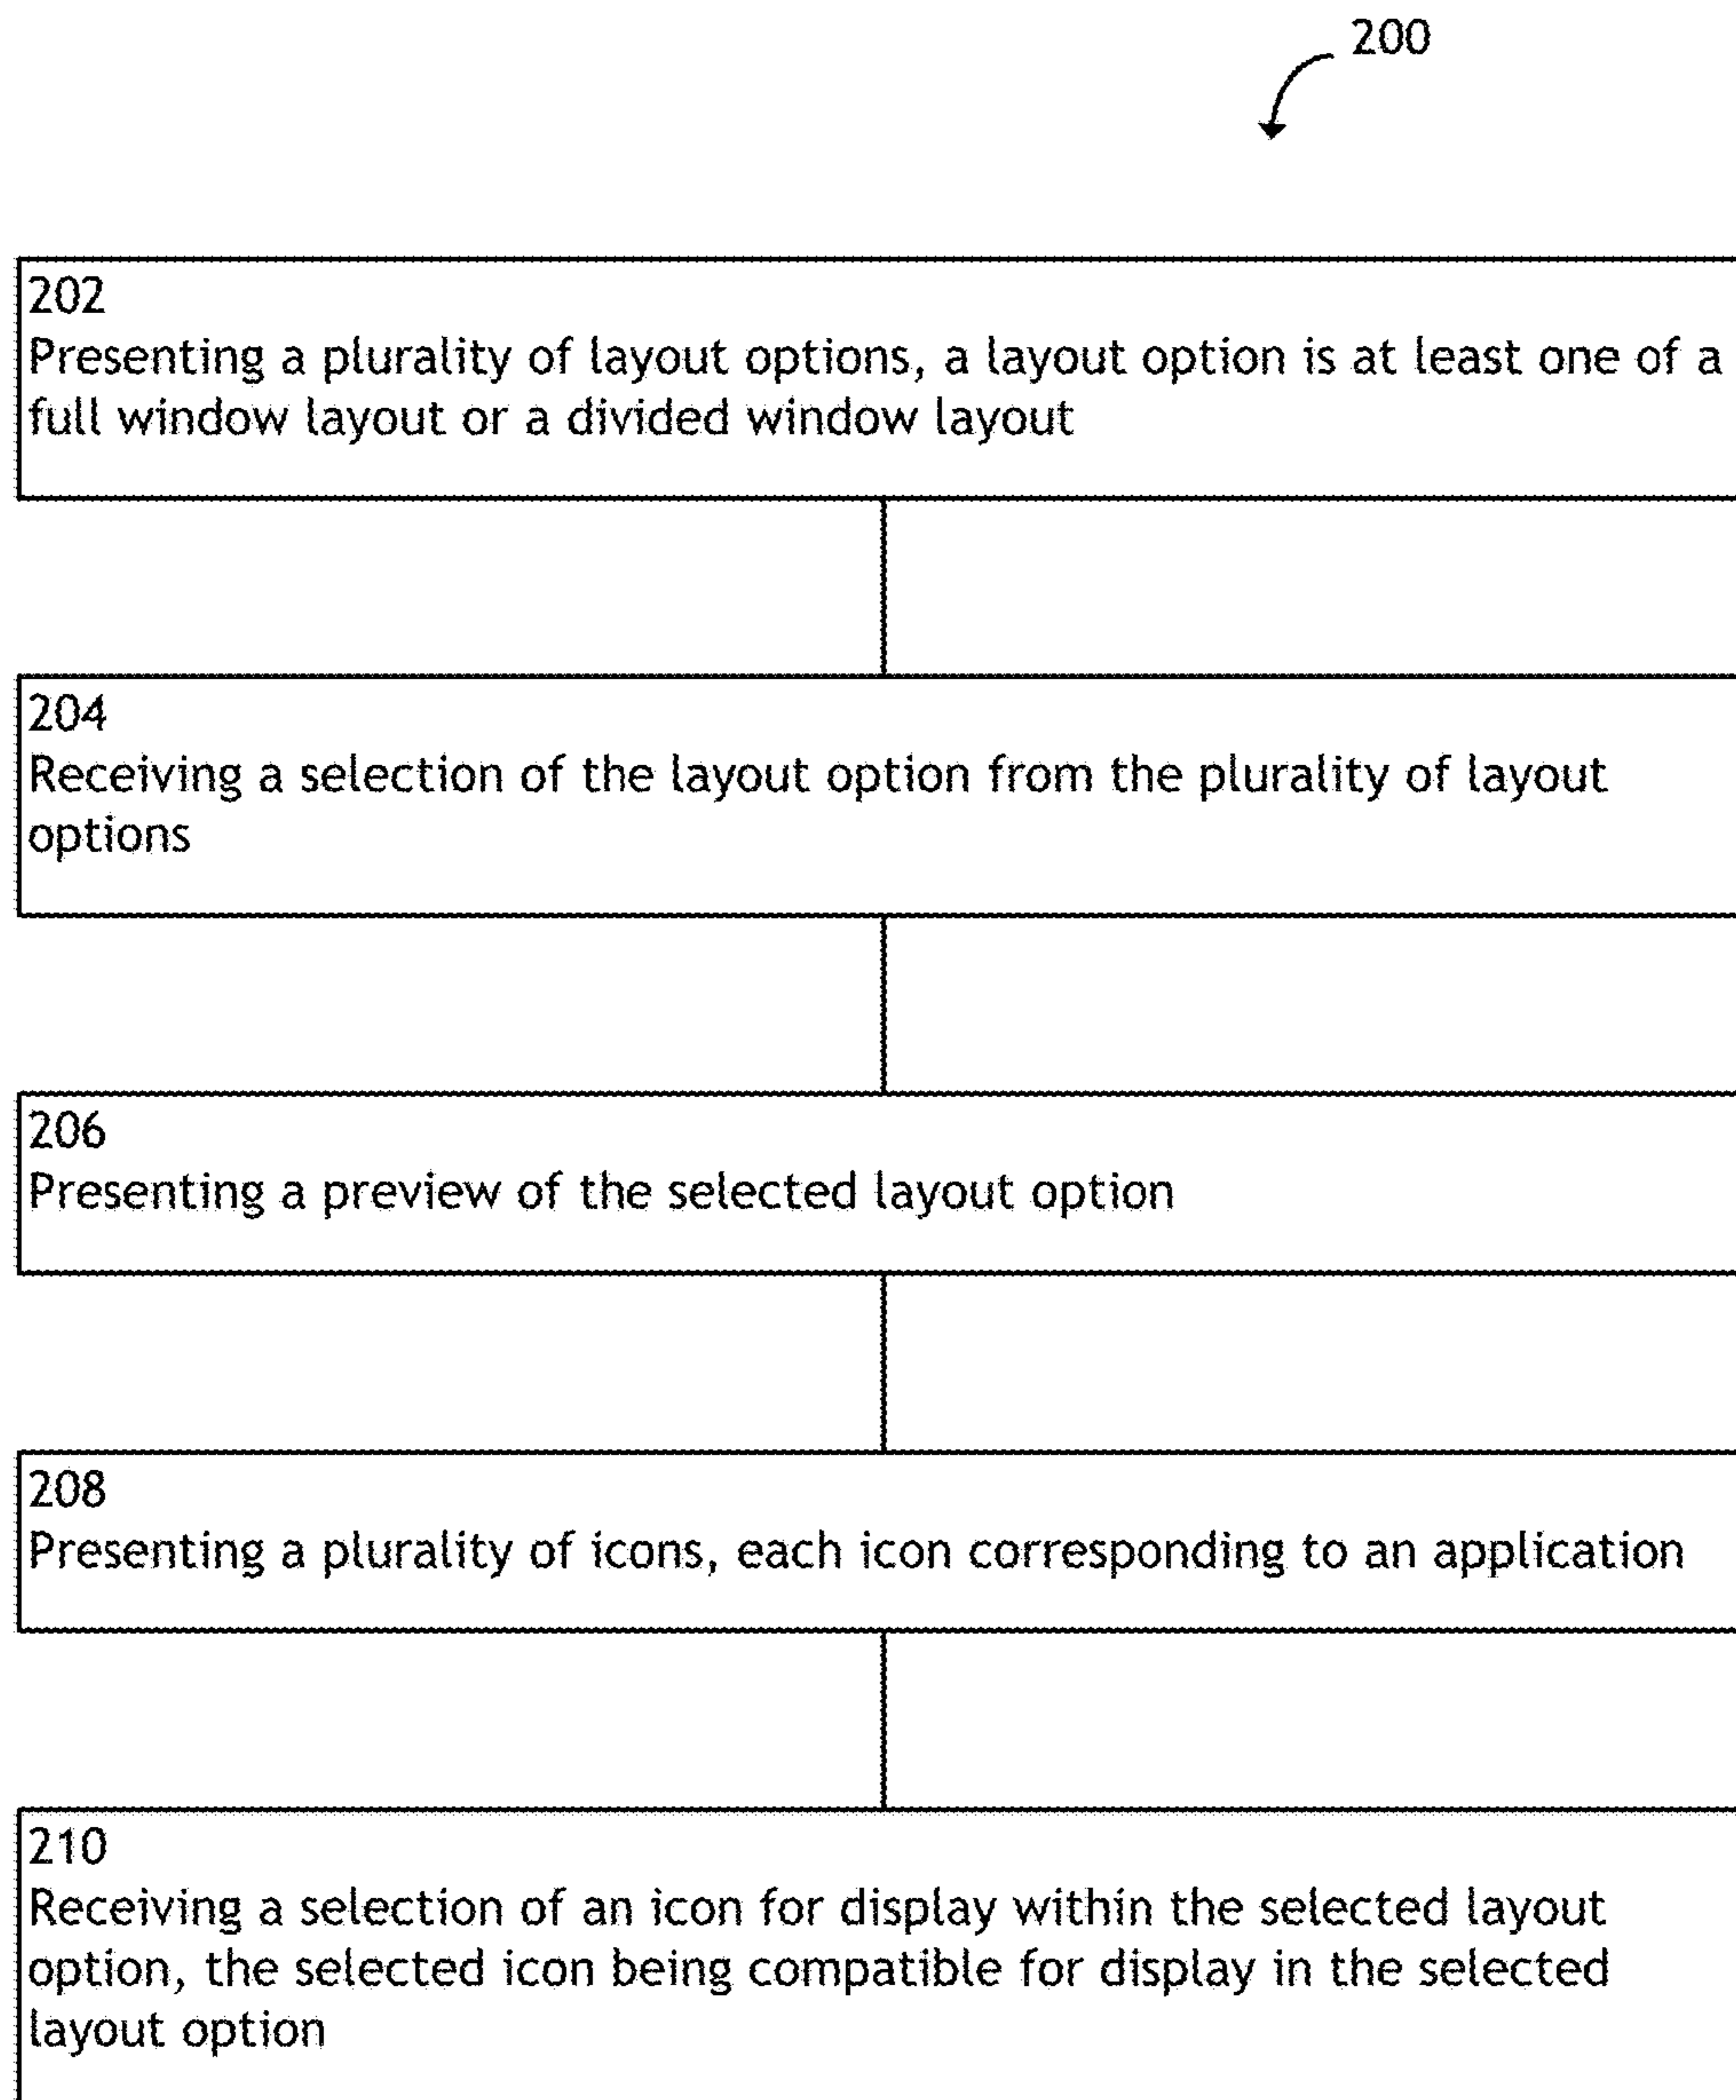 200
202
Presenting a plurality of layout options, a layout option is at least one of a
full window layout or a divided window layout
204
Receiving a selection of the layout option from the plurality of layout
options
206
Presenting a preview of the selected layout option
208
Presenting a plurality of icons, each icon corresponding to an application
210
Receiving a selection of an icon for display within the selected layout
option, the selected icon being compatible for display in the selected
layout option